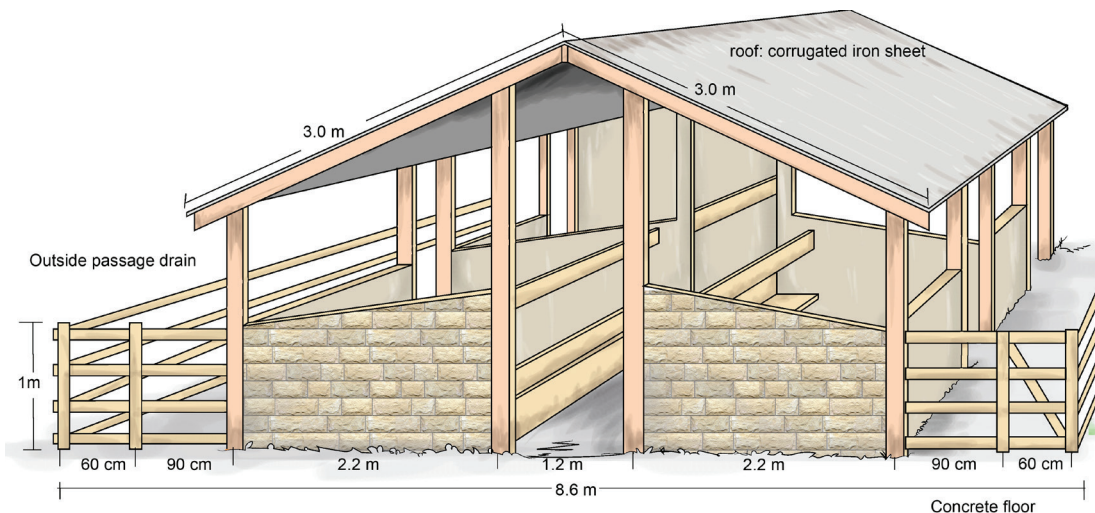 roof: corrugated iron sheet
3.0 m
3.0 m
Outside passage drain
1m
60 cm
90 cm
2.2 m
1.2 m
2.2 m
90 cm
60 cm
8.6 m
Concrete floor